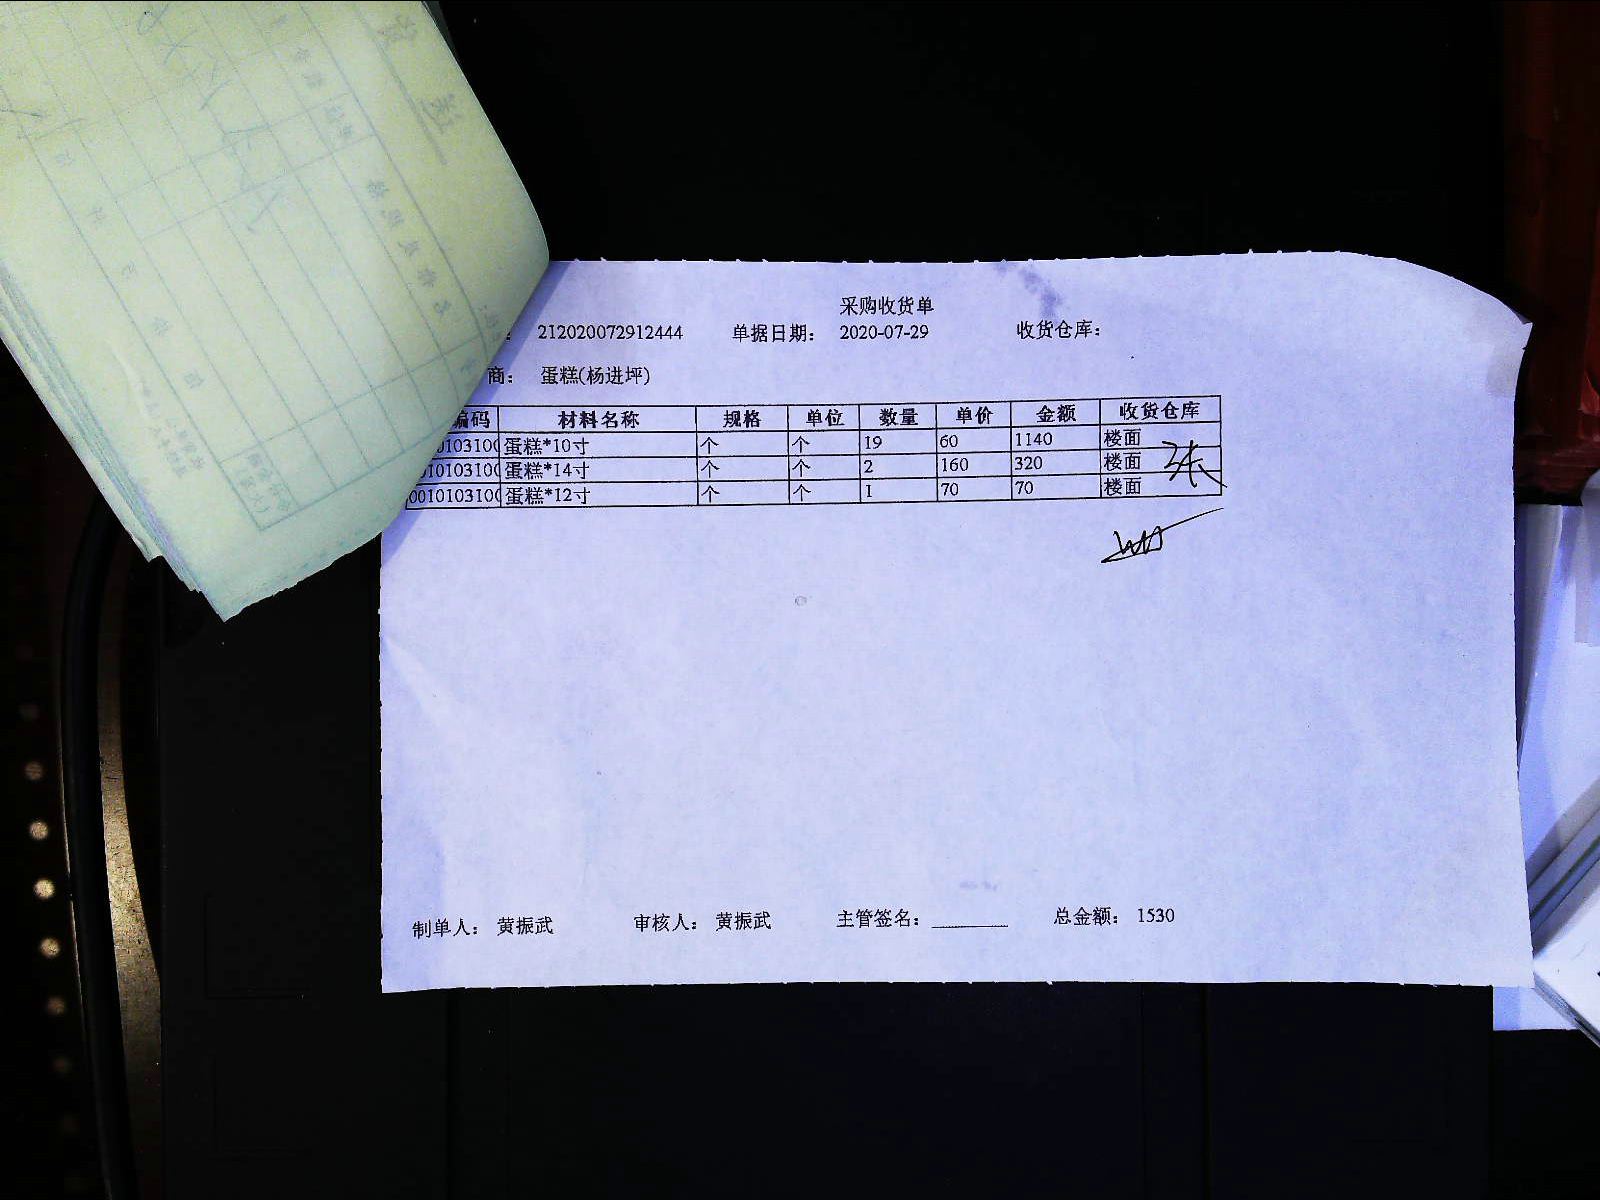 采购收货单
： 212020072912444 单据日期： 2020-07-29 收货仓库：
商： 蛋糕(杨进坪)
编码 材料名称 规格 单位 数量 单价 金额 收货仓库
010103100 蛋糕*10寸 个 个 19 60 1140 楼面
010103100 蛋糕*14寸 个 个 2 160 320 楼面
0010103100 蛋糕*12寸 个 个 1 70 70 楼面
制单人： 黄振武 审核人： 黄振武 主管签名： 总金额： 1530